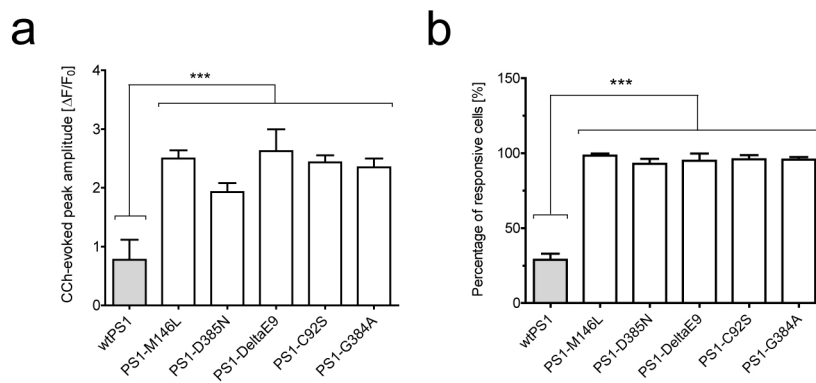 a
CCh-evoked peak amplitude [ΔF/F₀]
4
3
2
1
0
***
wtPS1
PS1-M146L
PS1-D385N
PS1-DeltaE9
PS1-C92S
PS1-G384A
b
Percentage of responsive cells [%]
150
100
50
0
***
wtPS1
PS1-M146L
PS1-D385N
PS1-DeltaE9
PS1-C92S
PS1-G384A